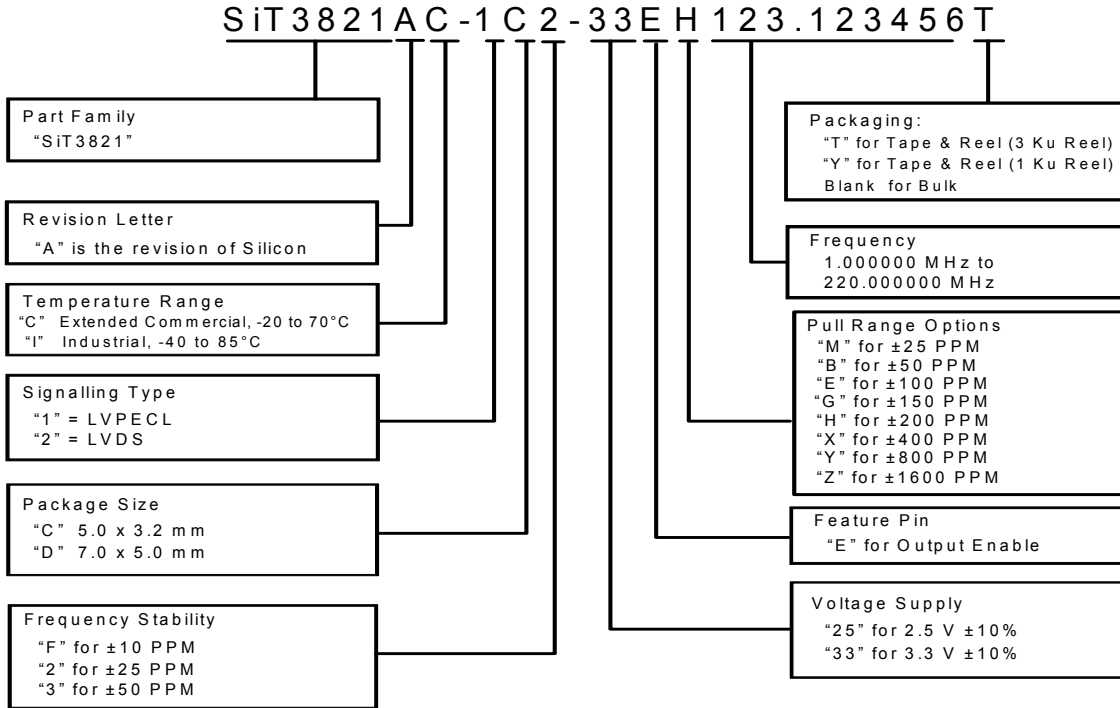 SiT3821AC-1C2-33EH123.123456T
Part Family
“SiT3821”
Revision Letter
“A” is the revision of Silicon
Temperature Range
“C” Extended Commercial, -20 to 70°C
“I” Industrial, -40 to 85°C
Signalling Type
“1” = LVPECL
“2” = LVDS
Package Size
“C” 5.0 x 3.2 mm
“D” 7.0 x 5.0 mm
Frequency Stability
“F” for ±10 PPM
“2” for ±25 PPM
“3” for ±50 PPM
Packaging:
“T” for Tape & Reel (3 Ku Reel)
“Y” for Tape & Reel (1 Ku Reel)
Blank for Bulk
Frequency
1.000000 MHz to
220.000000 MHz
Pull Range Options
“M” for ±25 PPM
“B” for ±50 PPM
“E” for ±100 PPM
“G” for ±150 PPM
“H” for ±200 PPM
“X” for ±400 PPM
“Y” for ±800 PPM
“Z” for ±1600 PPM
Feature Pin
“E” for Output Enable
Voltage Supply
“25” for 2.5 V ±10%
“33” for 3.3 V ±10%